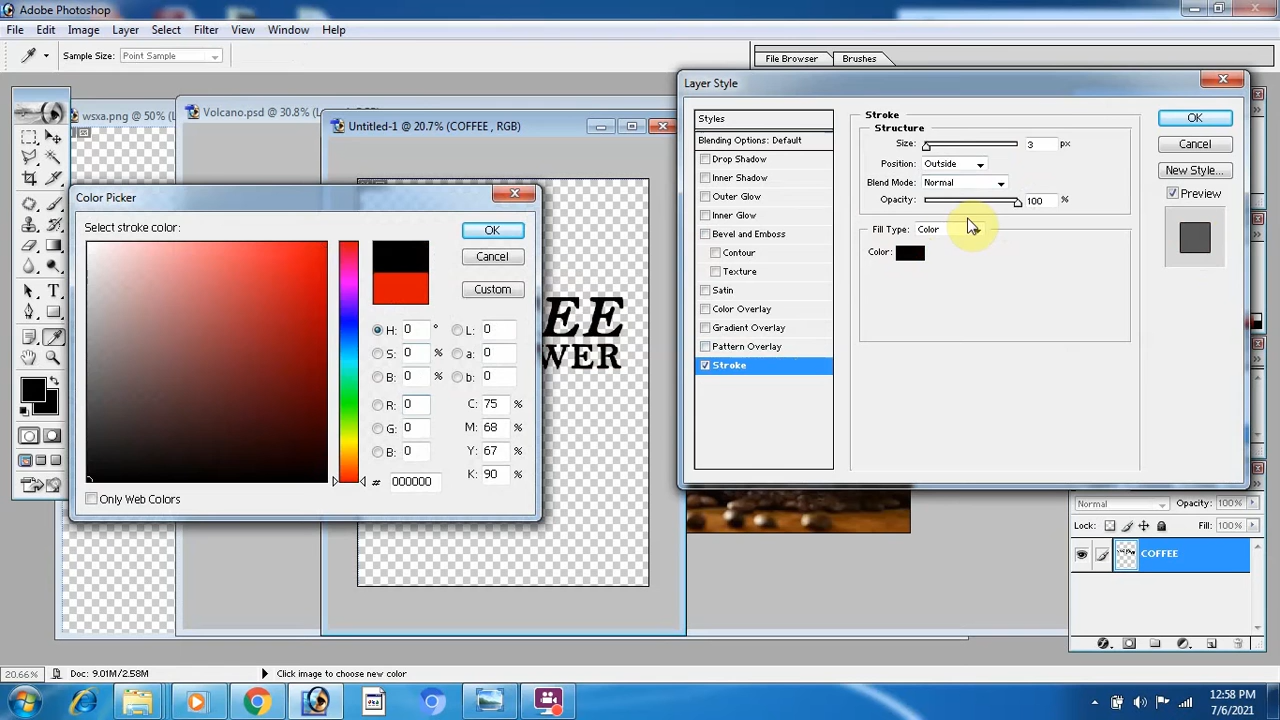 Adobe Photoshop
File Edit Image Layer Select Filter View Window Help
Sample Size: Point Sample
File Browser Brushes
wsxa.png @ 50% (L
Volcano.psd @ 30.8% (L
Untitled-1 @ 20.7% (COFFEE , RGB)
EE
WER
Color Picker
Select stroke color:
OK
Cancel
Custom
H: 0 ° L: 0
S: 0 % a: 0
B: 0 % b: 0
R: 0 C: 75 %
G: 0 M: 68 %
B: 0 Y: 67 %
K: 90 %
# 000000
Only Web Colors
Layer Style
Styles
Blending Options: Default
Drop Shadow
Inner Shadow
Outer Glow
Inner Glow
Bevel and Emboss
Contour
Texture
Satin
Color Overlay
Gradient Overlay
Pattern Overlay
Stroke
Stroke
Structure
Size: 3 px
Position: Outside
Blend Mode: Normal
Opacity: 100 %
Fill Type: Color
Color:
OK
Cancel
New Style...
Preview
Normal Opacity: 100%
Lock: Fill: 100%
COFFEE
20.66% Doc: 9.01M/2.58M Click image to choose new color
12:58 PM
7/6/2021